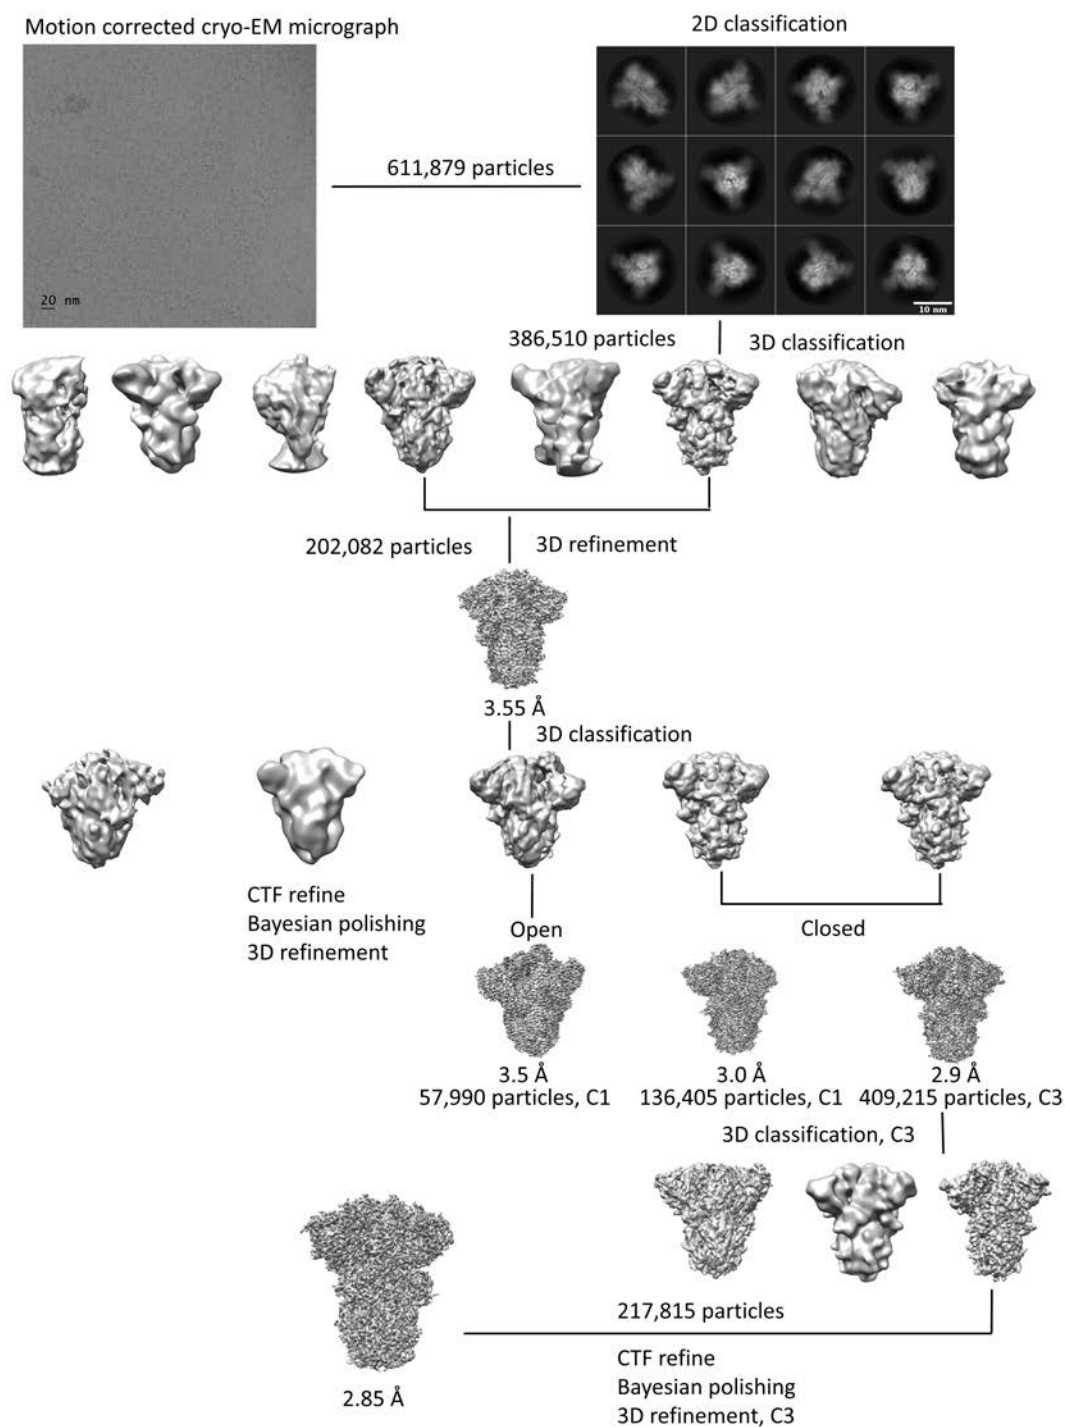 Motion corrected cryo-EM micrograph
2D classification
611,879 particles
20 nm
10 nm
386,510 particles
3D classification
202,082 particles
3D refinement
3.55 Å
3D classification
CTF refine
Bayesian polishing
3D refinement
Open
Closed
3.5 Å
3.0 Å
2.9 Å
57,990 particles, C1
136,405 particles, C1
409,215 particles, C3
3D classification, C3
217,815 particles
CTF refine
Bayesian polishing
3D refinement, C3
2.85 Å